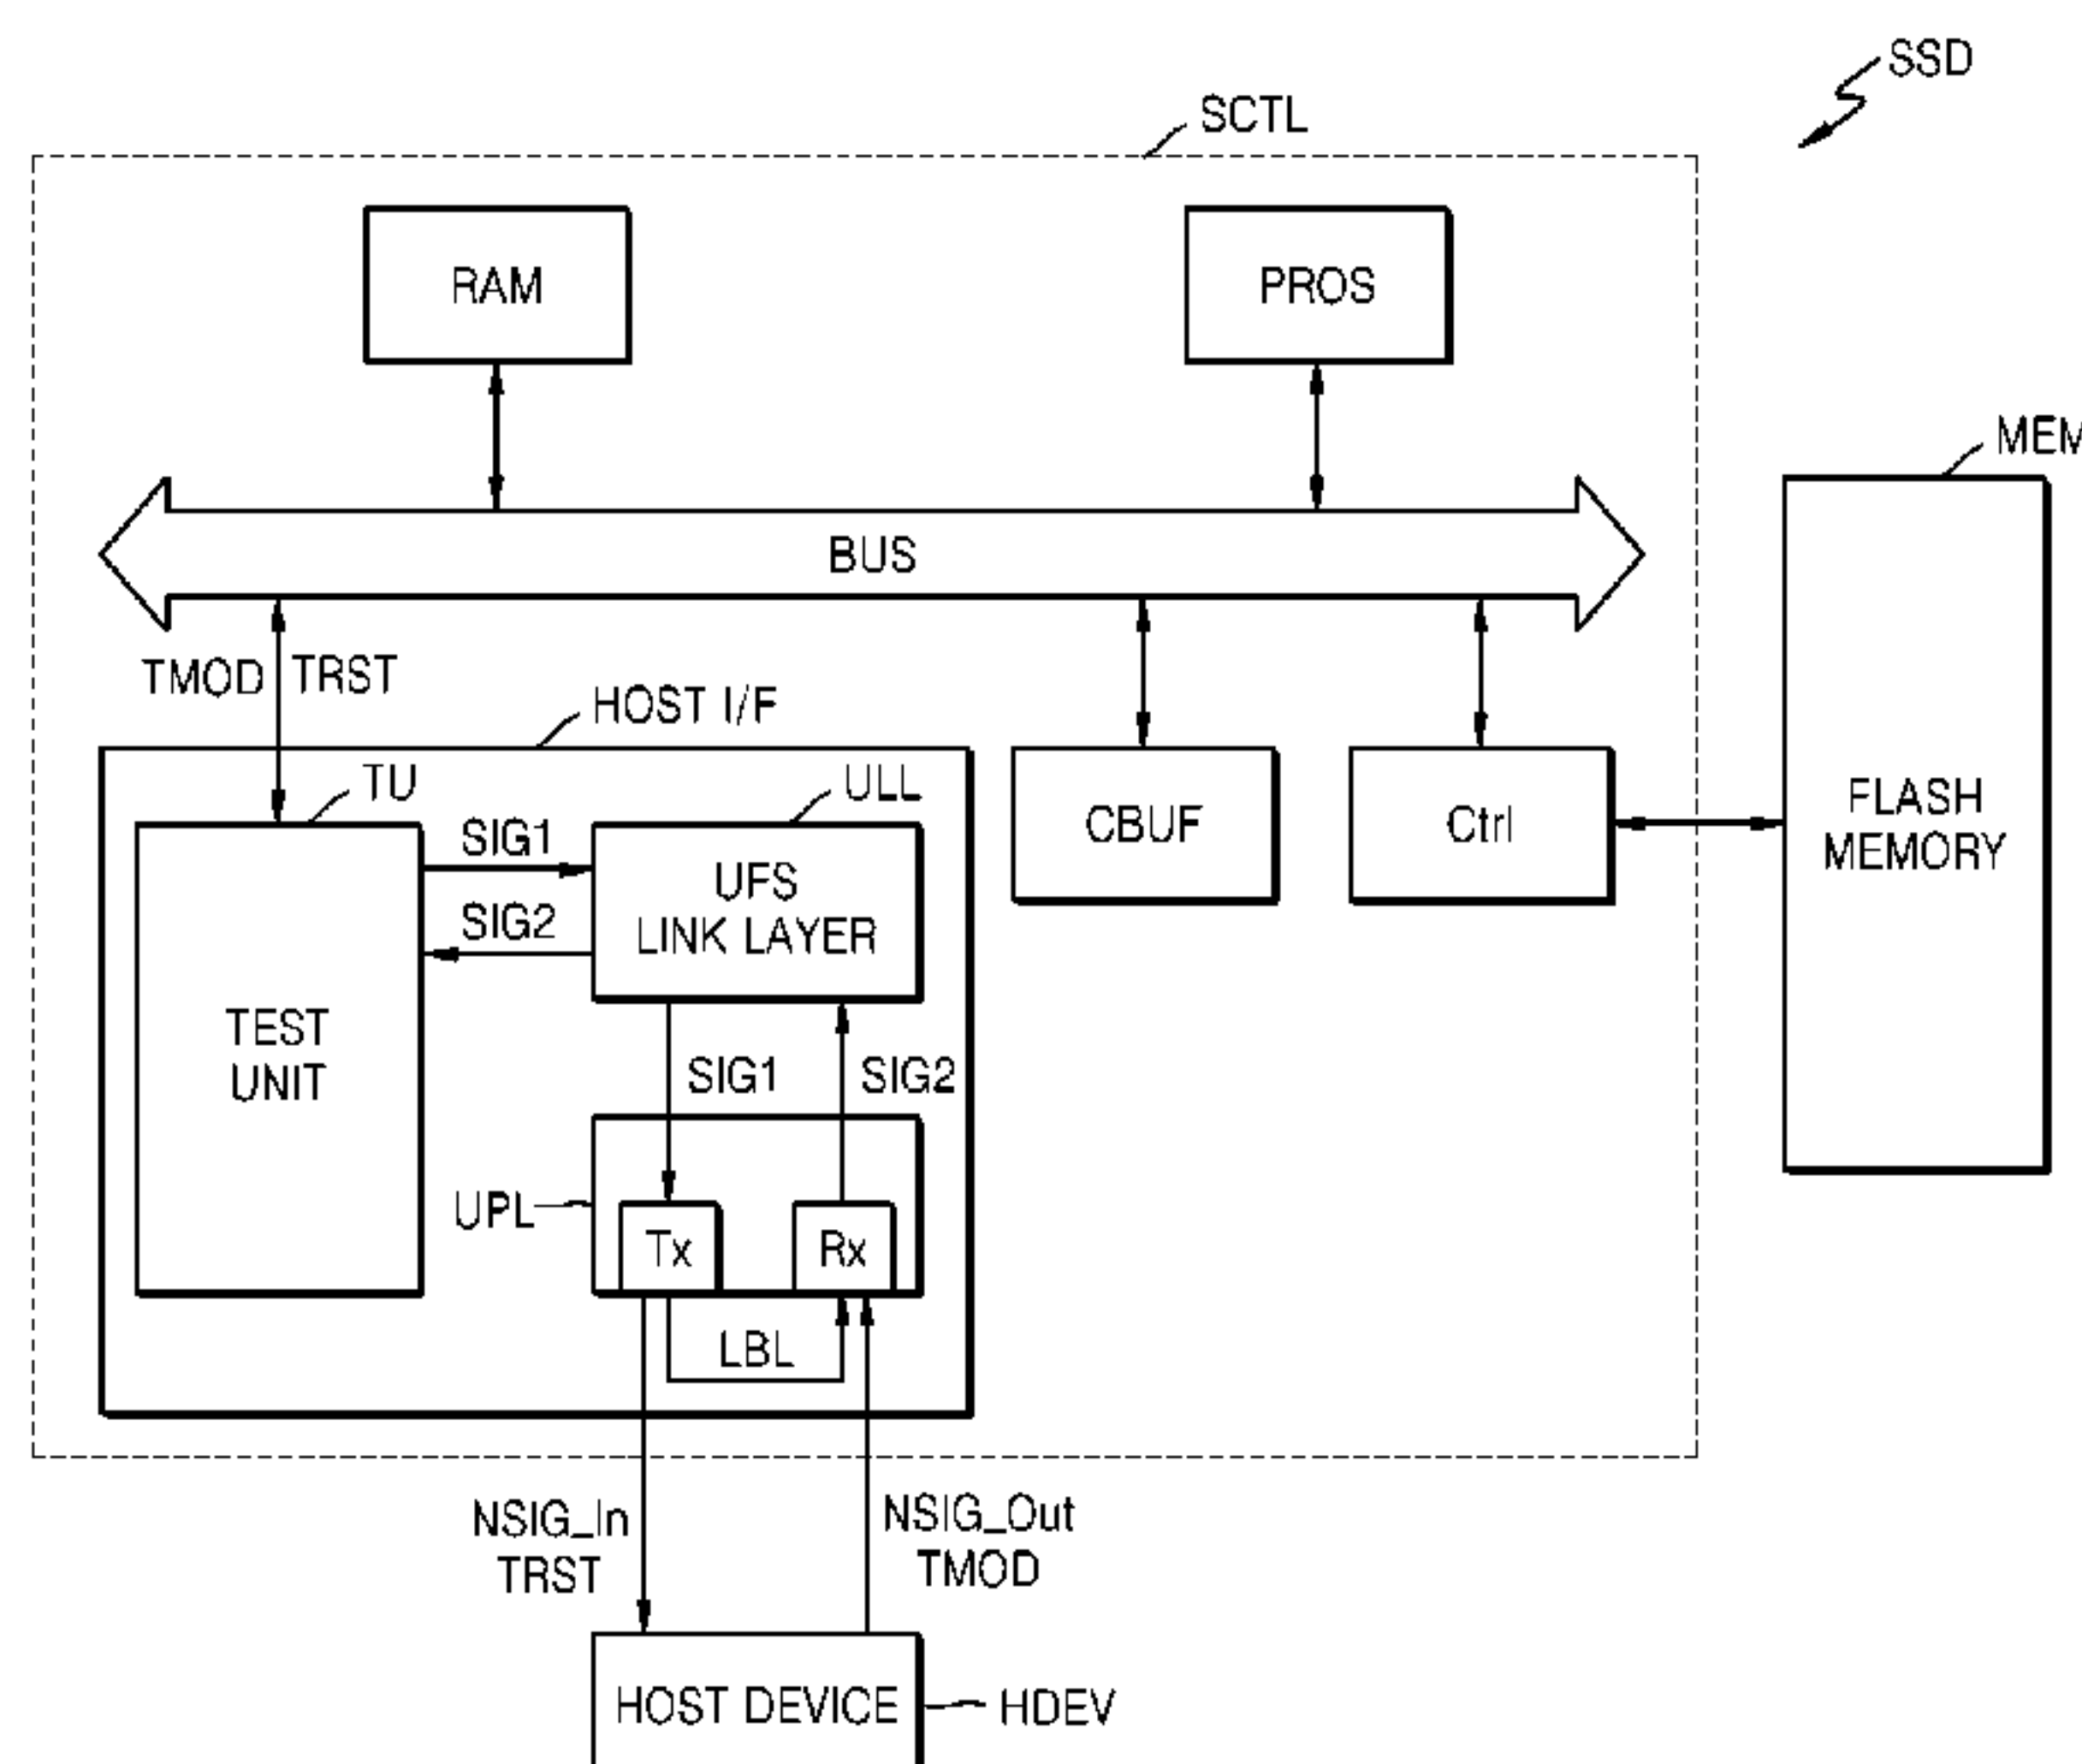 SSD
SCTL
RAM
PROS
MEM
BUS
TMOD TRST
HOST I/F
TU
ULL
SIG1
SIG2
UFS
LINK LAYER
CBUF
Ctrl
FLASH
MEMORY
TEST
UNIT
SIG1
SIG2
UPL
Tx
Rx
LBL
NSIG_In
TRST
NSIG_Out
TMOD
HOST DEVICE
HDEV